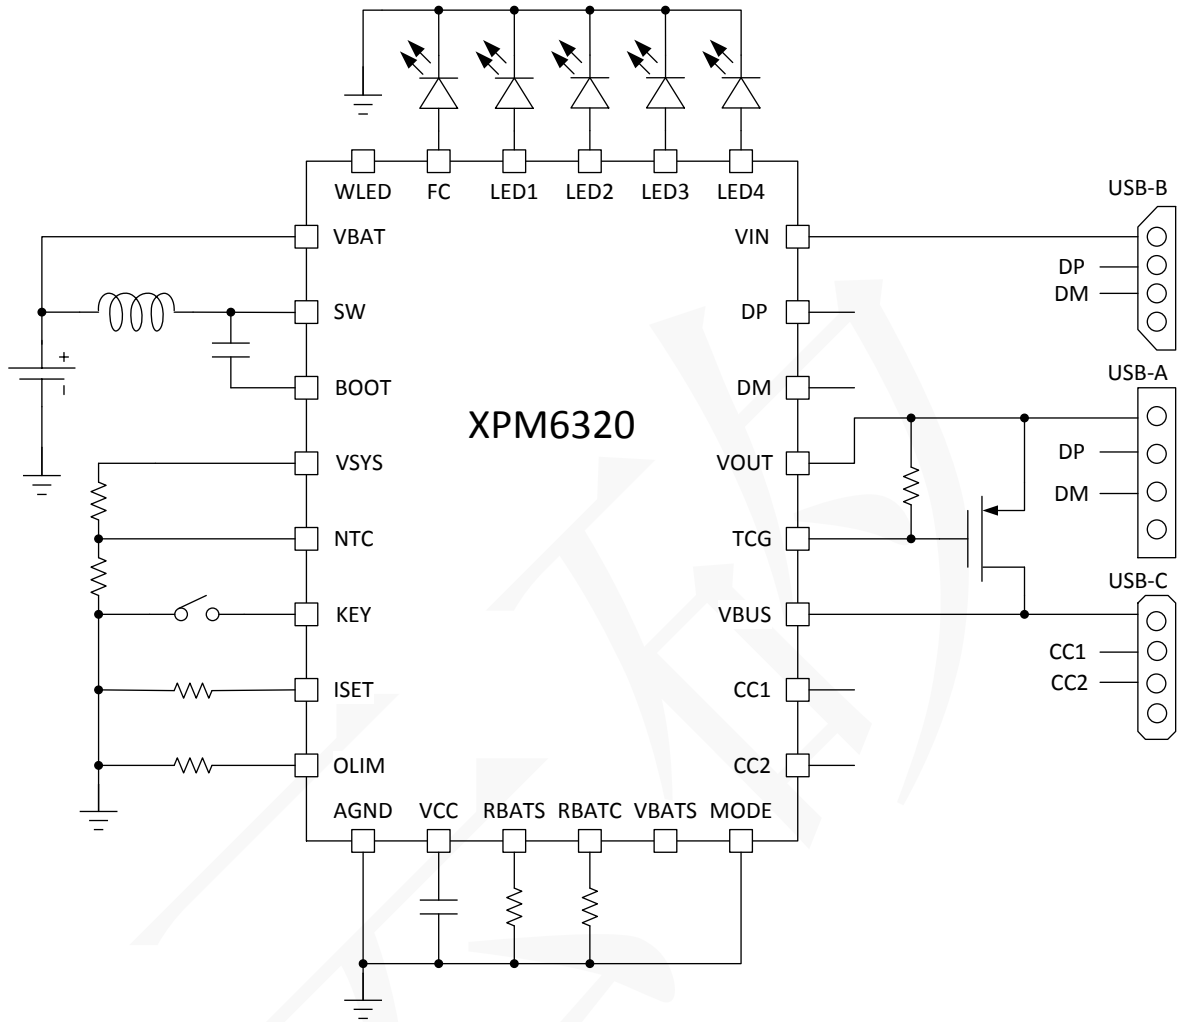 WLED FC LED1 LED2 LED3 LED4
USB-B
VBAT VIN
DP
DM
SW DP
+
BOOT DM
USB-A
XPM6320
VSYS VOUT
DP
DM
NTC TCG
USB-C
KEY VBUS
CC1
CC2
ISET CC1
OLIM CC2
AGND VCC RBATS RBATC VBATS MODE